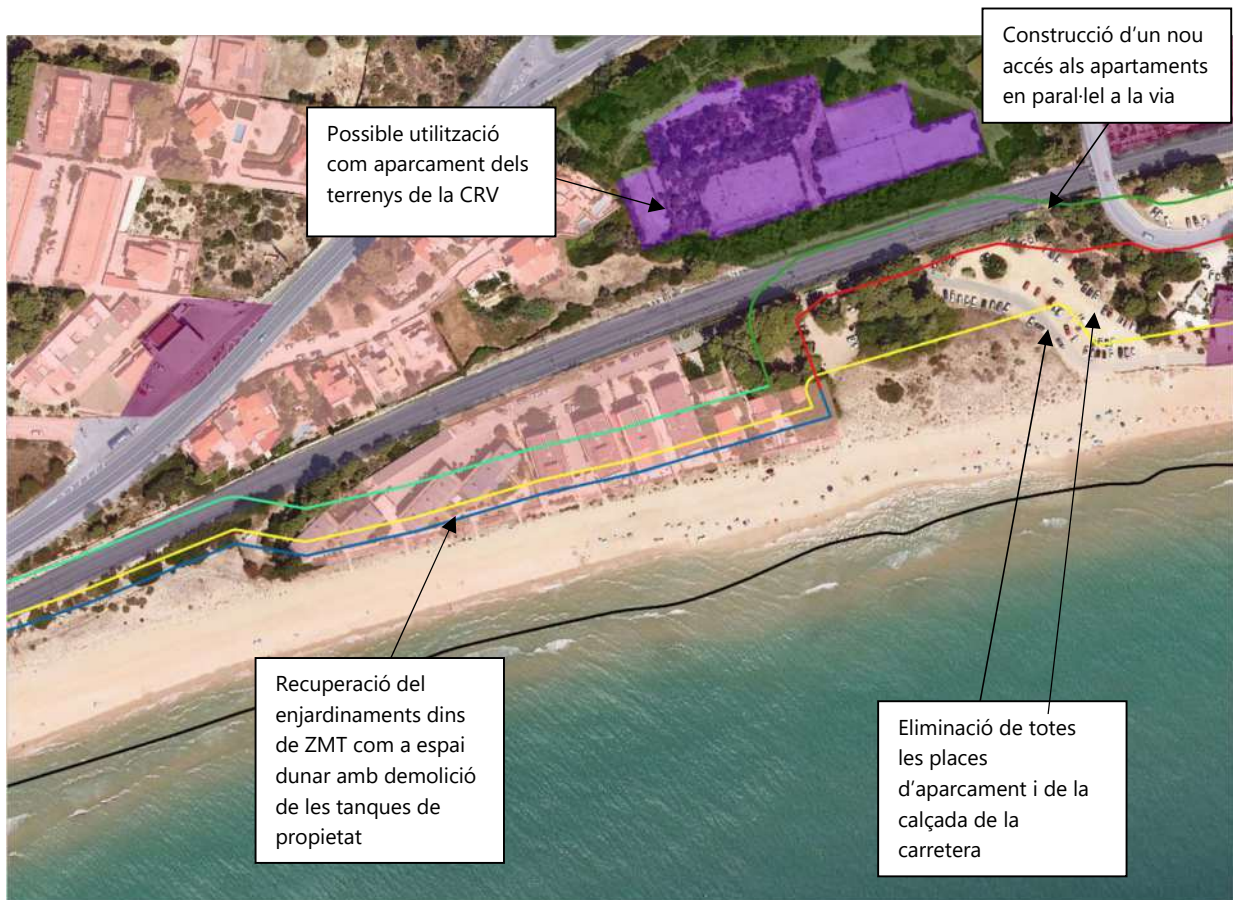 Construcció d'un nou
accés als apartaments
en paral·lel a la via
Possible utilització
com aparcament dels
terrenys de la CRV
Recuperació del
enjardinaments dins
de ZMT com a espai
dunar amb demolició
de les tanques de
propietat
Eliminació de totes
les places
d'aparcament i de la
calçada de la
carretera